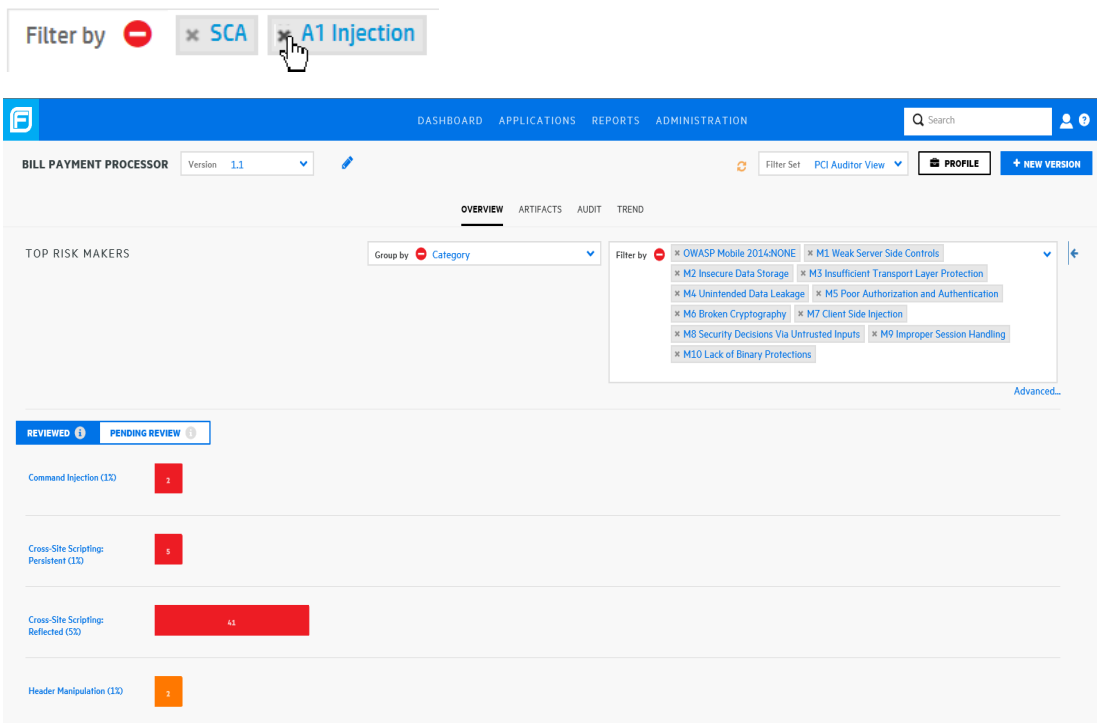 Filter by SCA A1 Injection
DASHBOARD APPLICATIONS REPORTS ADMINISTRATION Search
BILL PAYMENT PROCESSOR Version 1.1 Filter Set PCI Auditor View PROFILE + NEW VERSION
OVERVIEW ARTIFACTS AUDIT TREND
TOP RISK MAKERS Group by Category Filter by × OWASP Mobile 2014:NONE × M1 Weak Server Side Controls
× M2 Insecure Data Storage × M3 Insufficient Transport Layer Protection
× M4 Unintended Data Leakage × M5 Poor Authorization and Authentication
× M6 Broken Cryptography × M7 Client Side Injection
× M8 Security Decisions Via Untrusted Inputs × M9 Improper Session Handling
× M10 Lack of Binary Protections
Advanced...
REVIEWED PENDING REVIEW
Command Injection (1%) 2
Cross-Site Scripting:
Persistent (1%) 5
Cross-Site Scripting:
Reflected (5%) 41
Header Manipulation (1%) 2